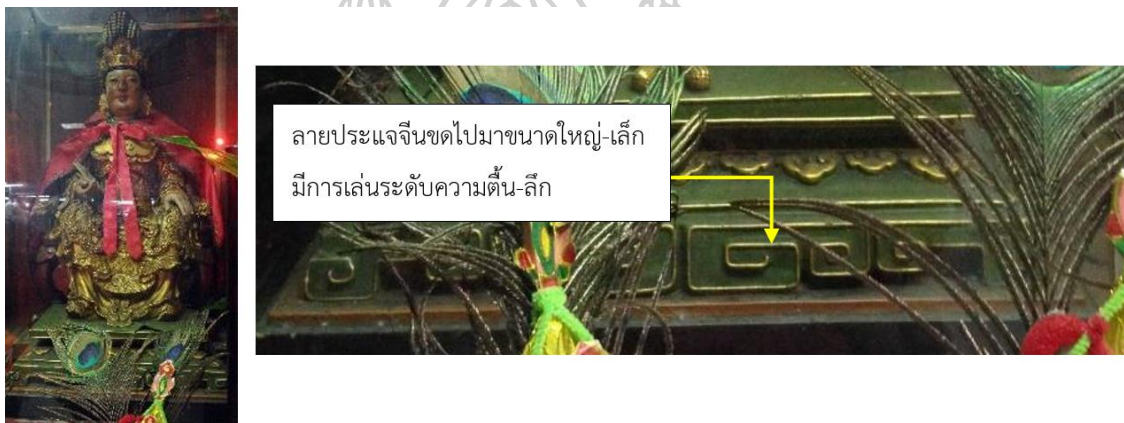 ลายประแจจีนขดไปมาขนาดใหญ่-เล็ก
มีการเล่นระดับความตื้น-ลึก